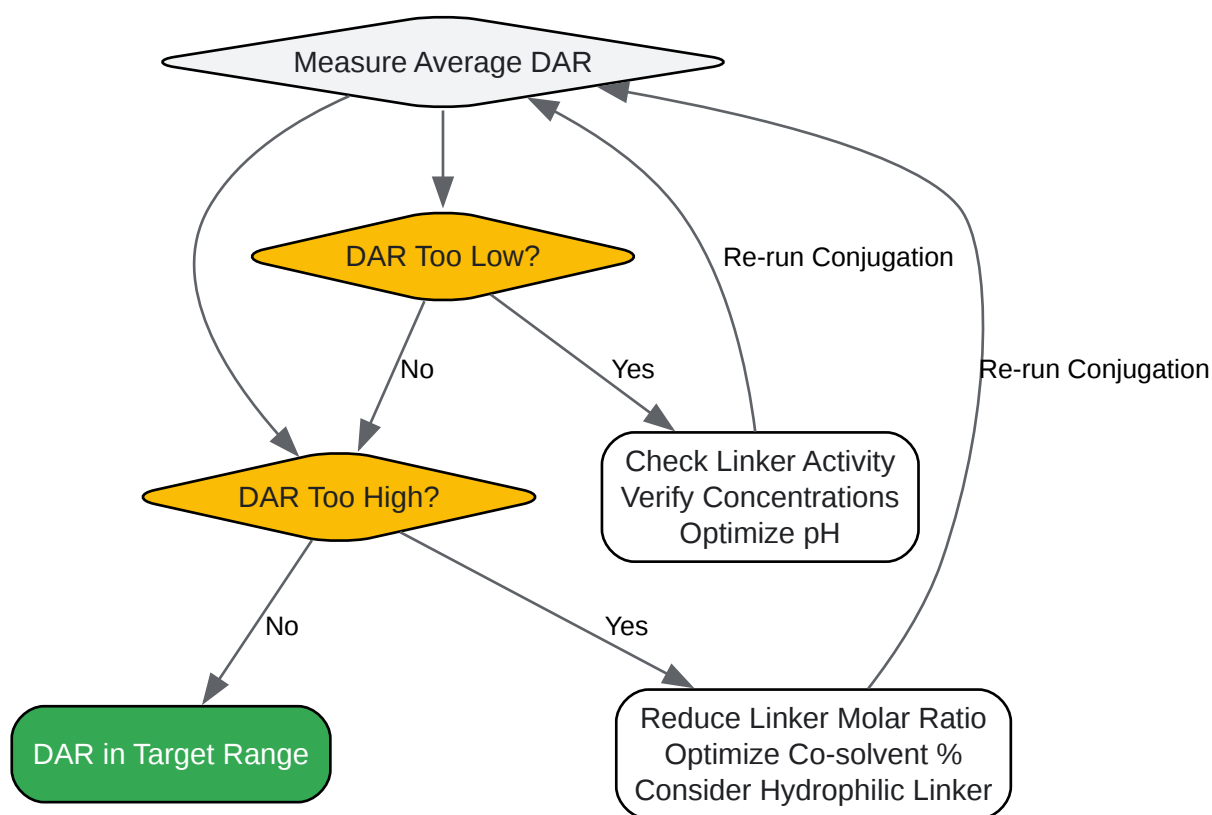 Measure Average DAR
DAR Too Low?
Re-run Conjugation
No
Yes
Re-run Conjugation
Check Linker Activity
Verify Concentrations
Optimize pH
DAR Too High?
No
Yes
DAR in Target Range
Reduce Linker Molar Ratio
Optimize Co-solvent %
Consider Hydrophilic Linker